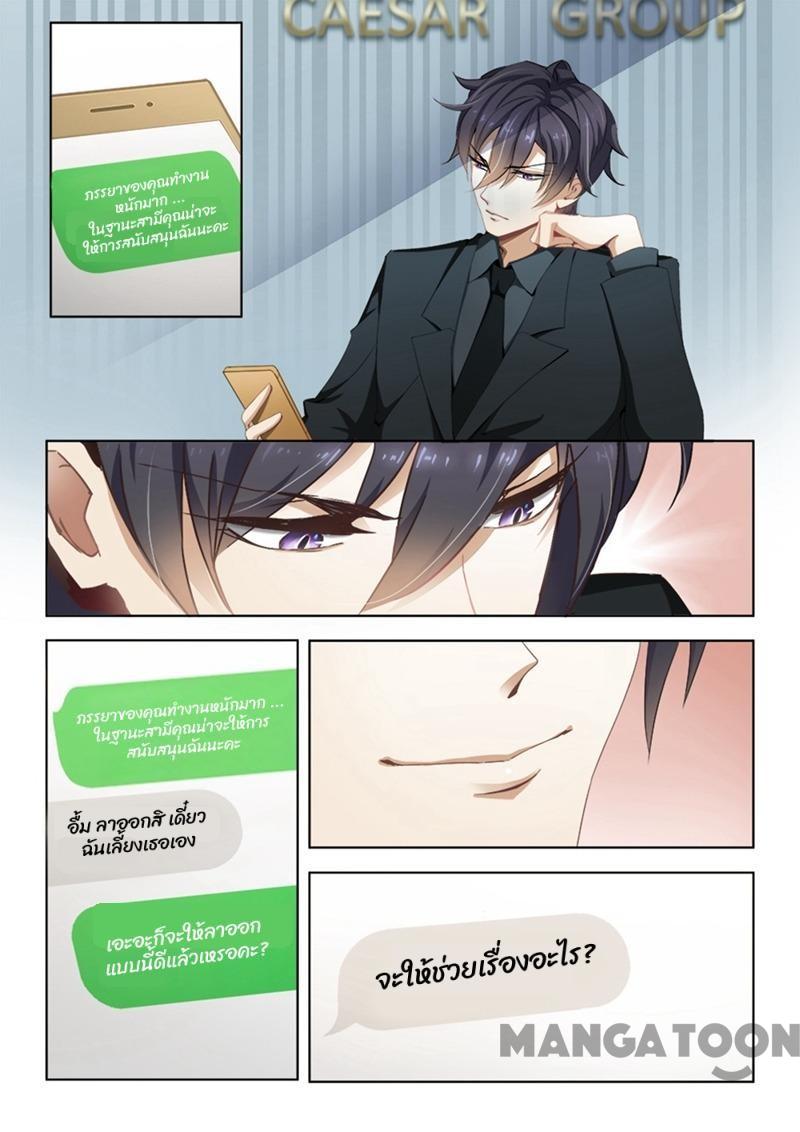 CAESAR GROUP
ภรรยาของคุณทำงาน
หนักมาก ...
ในฐานะสามีคุณน่าจะ
ให้การสนับสนุนฉันนะคะ
ภรรยาของคุณทำงานหนักมาก ...
ในฐานะสามีคุณน่าจะให้การ
สนับสนุนฉันนะคะ
อื้ม ลาออกสิ เดี๋ยว
ฉันเลี้ยงเธอเอง
เอะอะก็จะให้ลาออก
แบบนี้ดีแล้วเหรอคะ?
จะให้ช่วยเรื่องอะไร?
MANGATOON